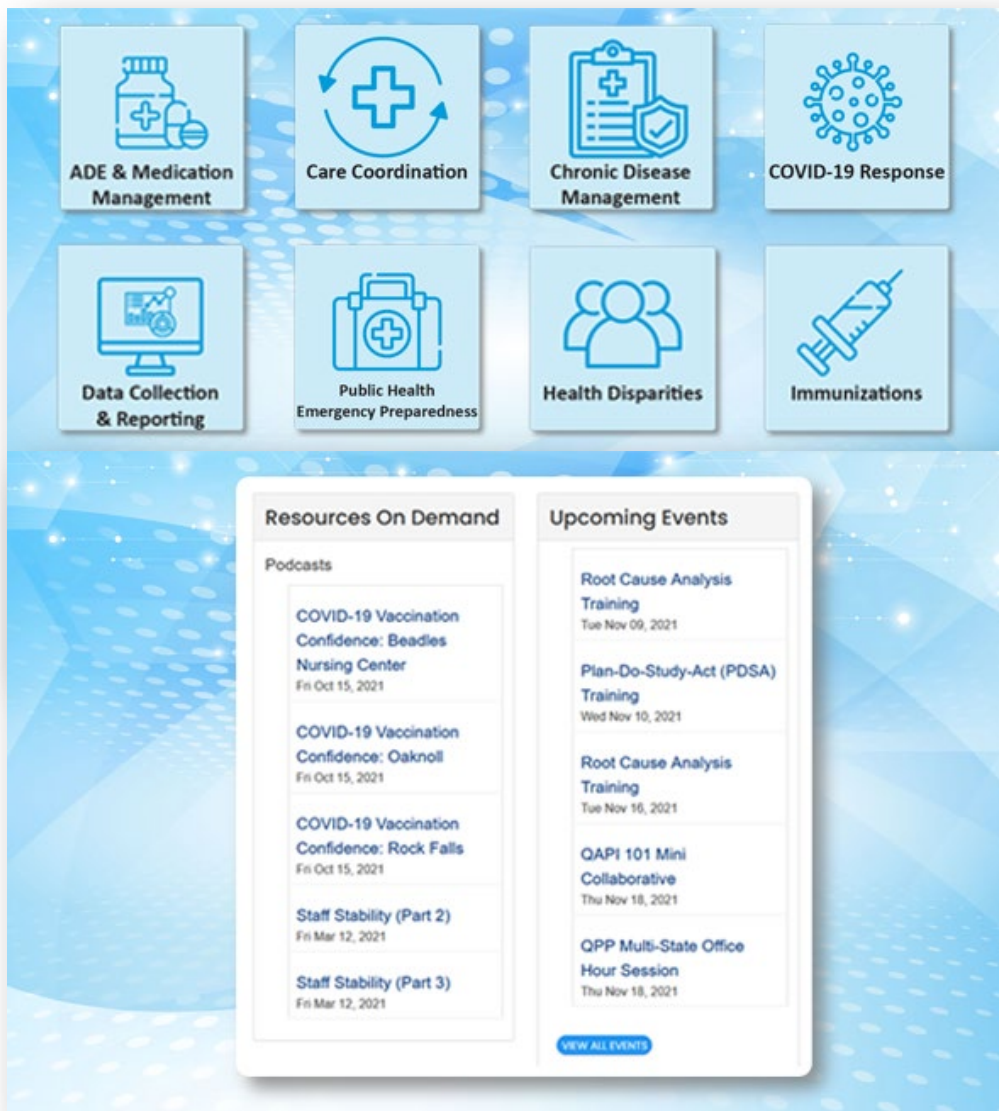 ADE & Medication
Management
Care Coordination
Chronic Disease
Management
COVID-19 Response
Data Collection
& Reporting
Public Health
Emergency Preparedness
Health Disparities
Immunizations
Resources On Demand
Podcasts
COVID-19 Vaccination
Confidence: Beadles
Nursing Center
Fri Oct 15, 2021
COVID-19 Vaccination
Confidence: Oaknoll
Fri Oct 15, 2021
COVID-19 Vaccination
Confidence: Rock Falls
Fri Oct 15, 2021
Staff Stability (Part 2)
Fri Mar 12, 2021
Staff Stability (Part 3)
Fri Mar 12, 2021
Upcoming Events
Root Cause Analysis
Training
Tue Nov 09, 2021
Plan-Do-Study-Act (PDSA)
Training
Wed Nov 10, 2021
Root Cause Analysis
Training
Tue Nov 16, 2021
QAPI 101 Mini
Collaborative
Thu Nov 18, 2021
QPP Multi-State Office
Hour Session
Thu Nov 18, 2021
VIEW ALL EVENTS